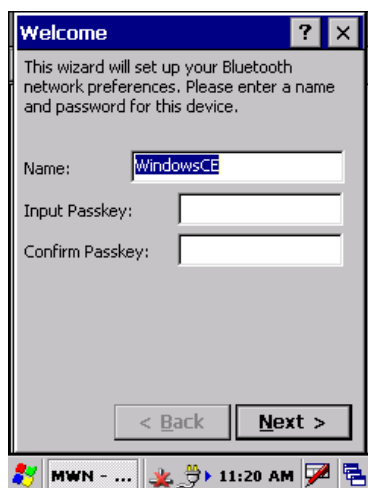 Welcome ? ×
This wizard will set up your Bluetooth
network preferences. Please enter a name
and password for this device.
Name: WindowsCE
Input Passkey:
Confirm Passkey:
< Back Next >
MWN - ... 11:20 AM